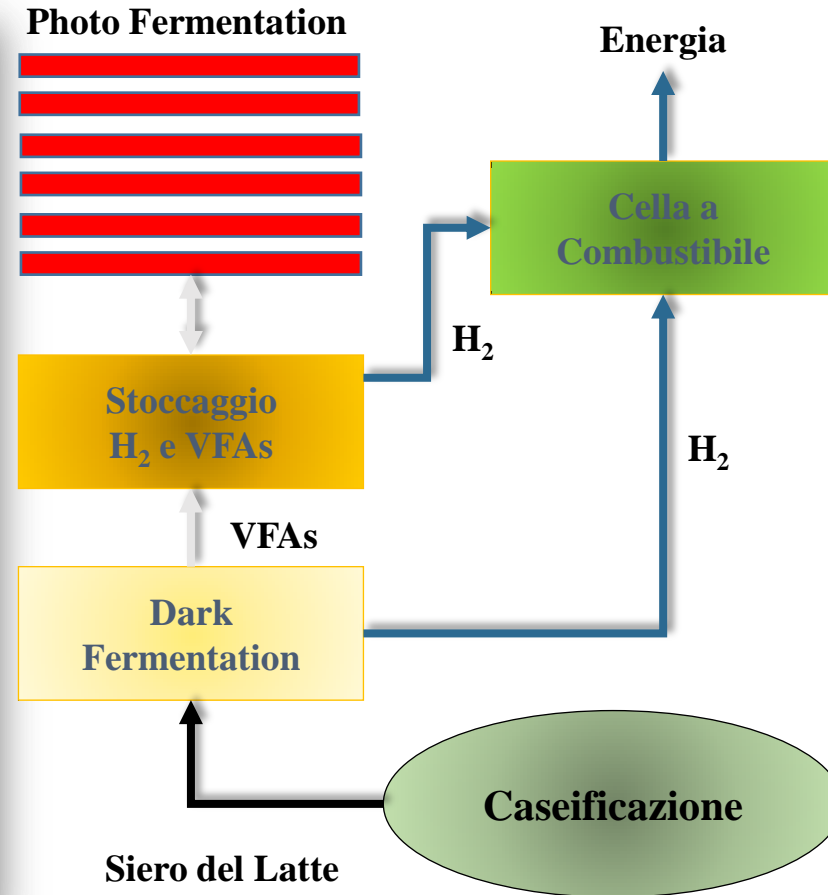 Photo Fermentation
Energia
Cella a
Combustibile
H₂
Stoccaggio
H₂ e VFAs
H₂
VFAs
Dark
Fermentation
Caseificazione
Siero del Latte